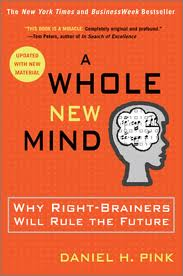 The New York Times and BusinessWeek Bestseller
"THIS BOOK IS A MIRACLE: Completely original and profound."
—Tom Peters, author of In Search of Excellence
A
WHOLE
NEW
MIND
UPDATED
WITH NEW
MATERIAL
WHY RIGHT-BRAINERS
WILL RULE THE FUTURE
DANIEL H. PINK